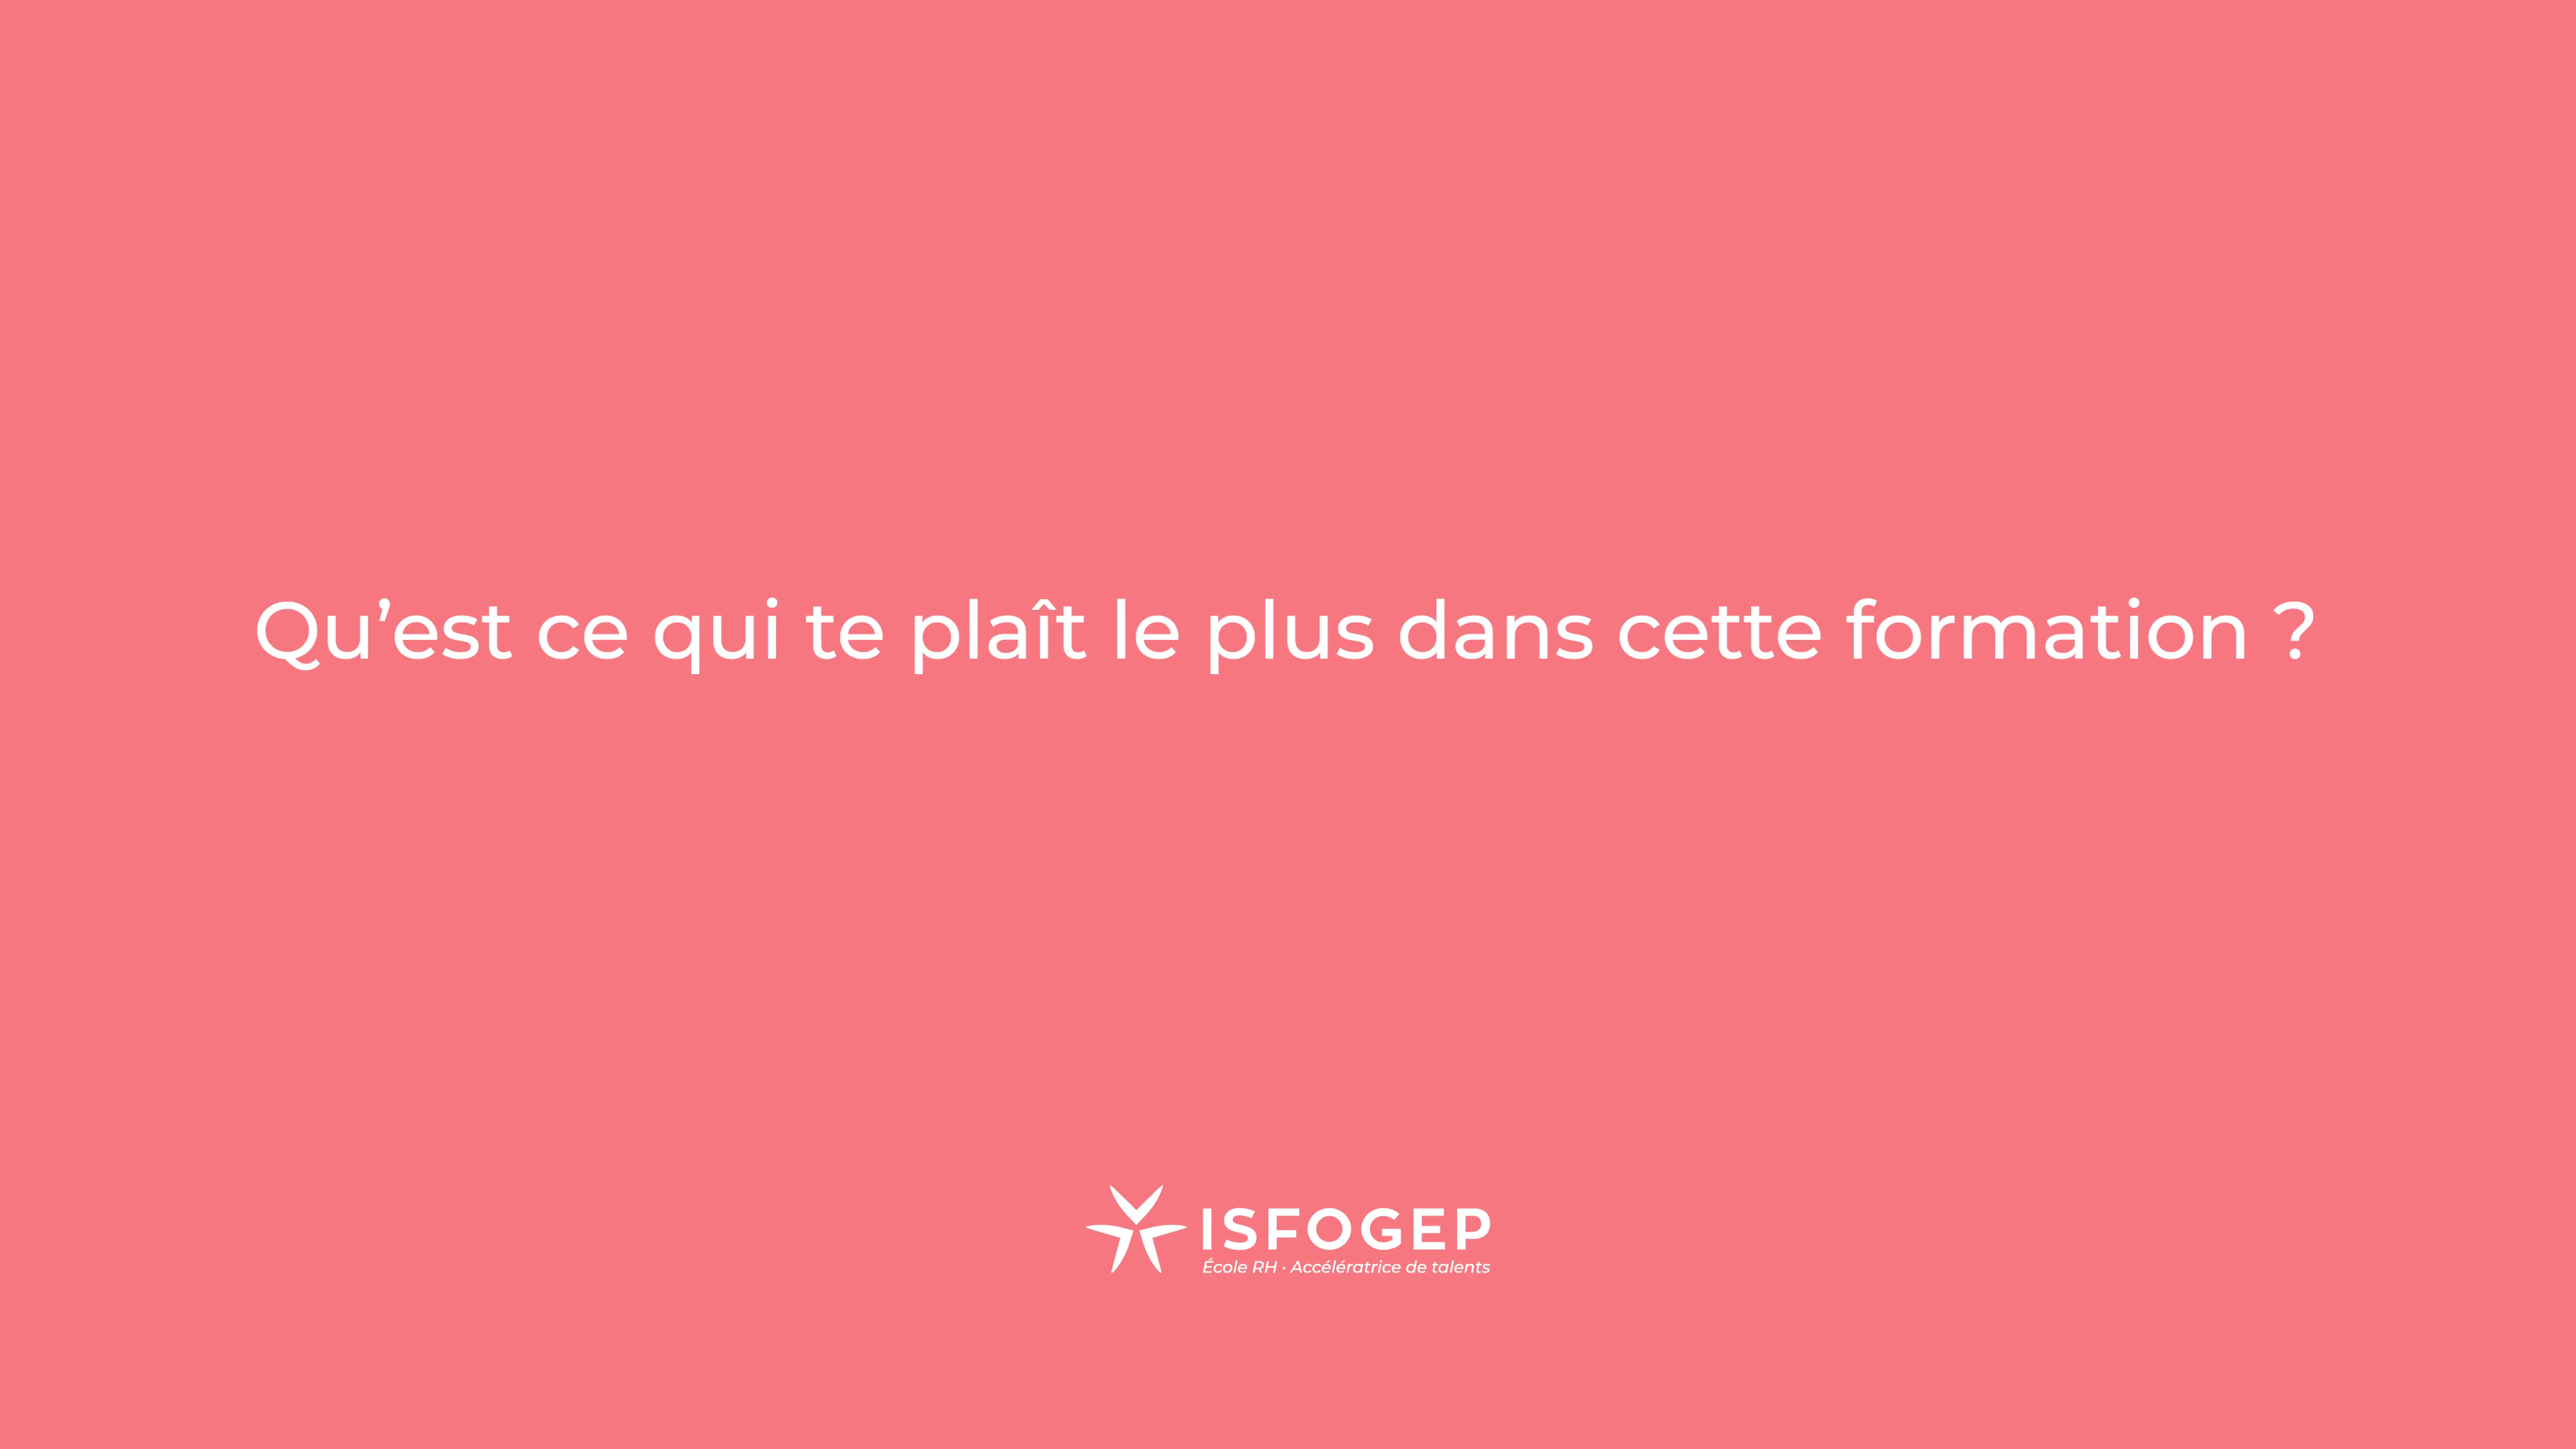 Qu’est ce qui te plaît le plus dans cette formation ?
ISFOGEP
École RH · Accélératrice de talents